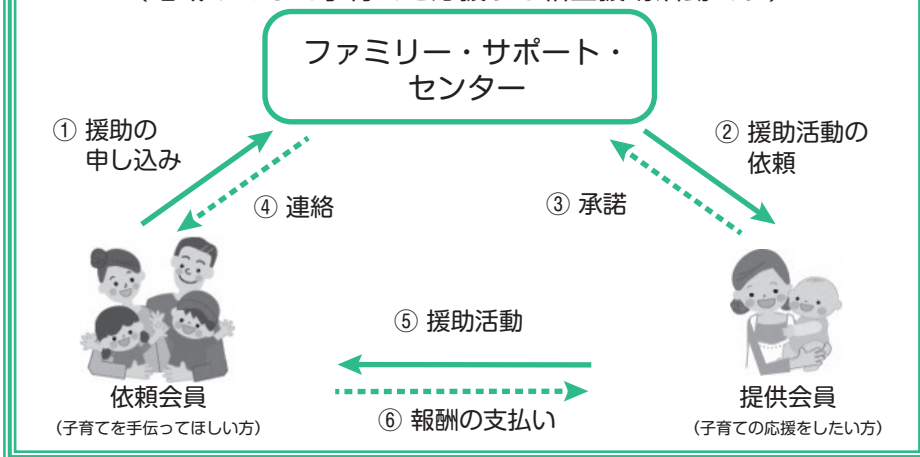 ファミリー・サポート・
センター
① 援助の
申し込み
② 援助活動の
依頼
④ 連絡
③ 承諾
⑤ 援助活動
⑥ 報酬の支払い
依頼会員
(子育てを手伝ってほしい方)
提供会員
(子育ての応援をしたい方)